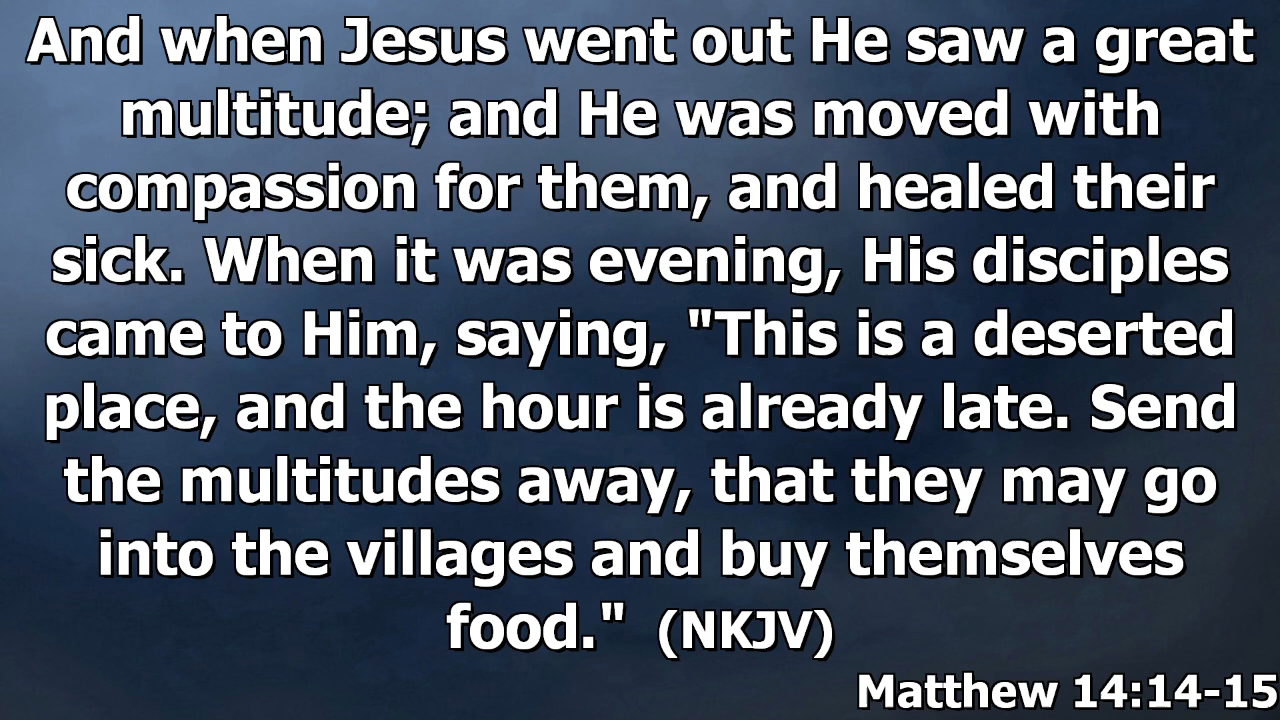 And when Jesus went out He saw a great
multitude; and He was moved with
compassion for them, and healed their
sick. When it was evening, His disciples
came to Him, saying, "This is a deserted
place, and the hour is already late. Send
the multitudes away, that they may go
into the villages and buy themselves
food." (NKJV)
Matthew 14:14-15